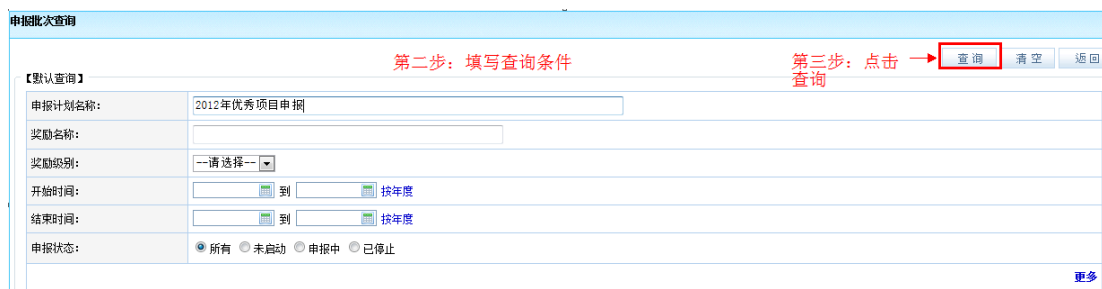 申报批次查询
第二步：填写查询条件
第三步：点击
查询
查询 清空 返回
【默认查询】
申报计划名称： 2012年优秀项目申报
奖励名称：
奖励级别： --请选择--
开始时间： 到 按年度
结束时间： 到 按年度
申报状态： 所有 未启动 申报中 已停止
更多